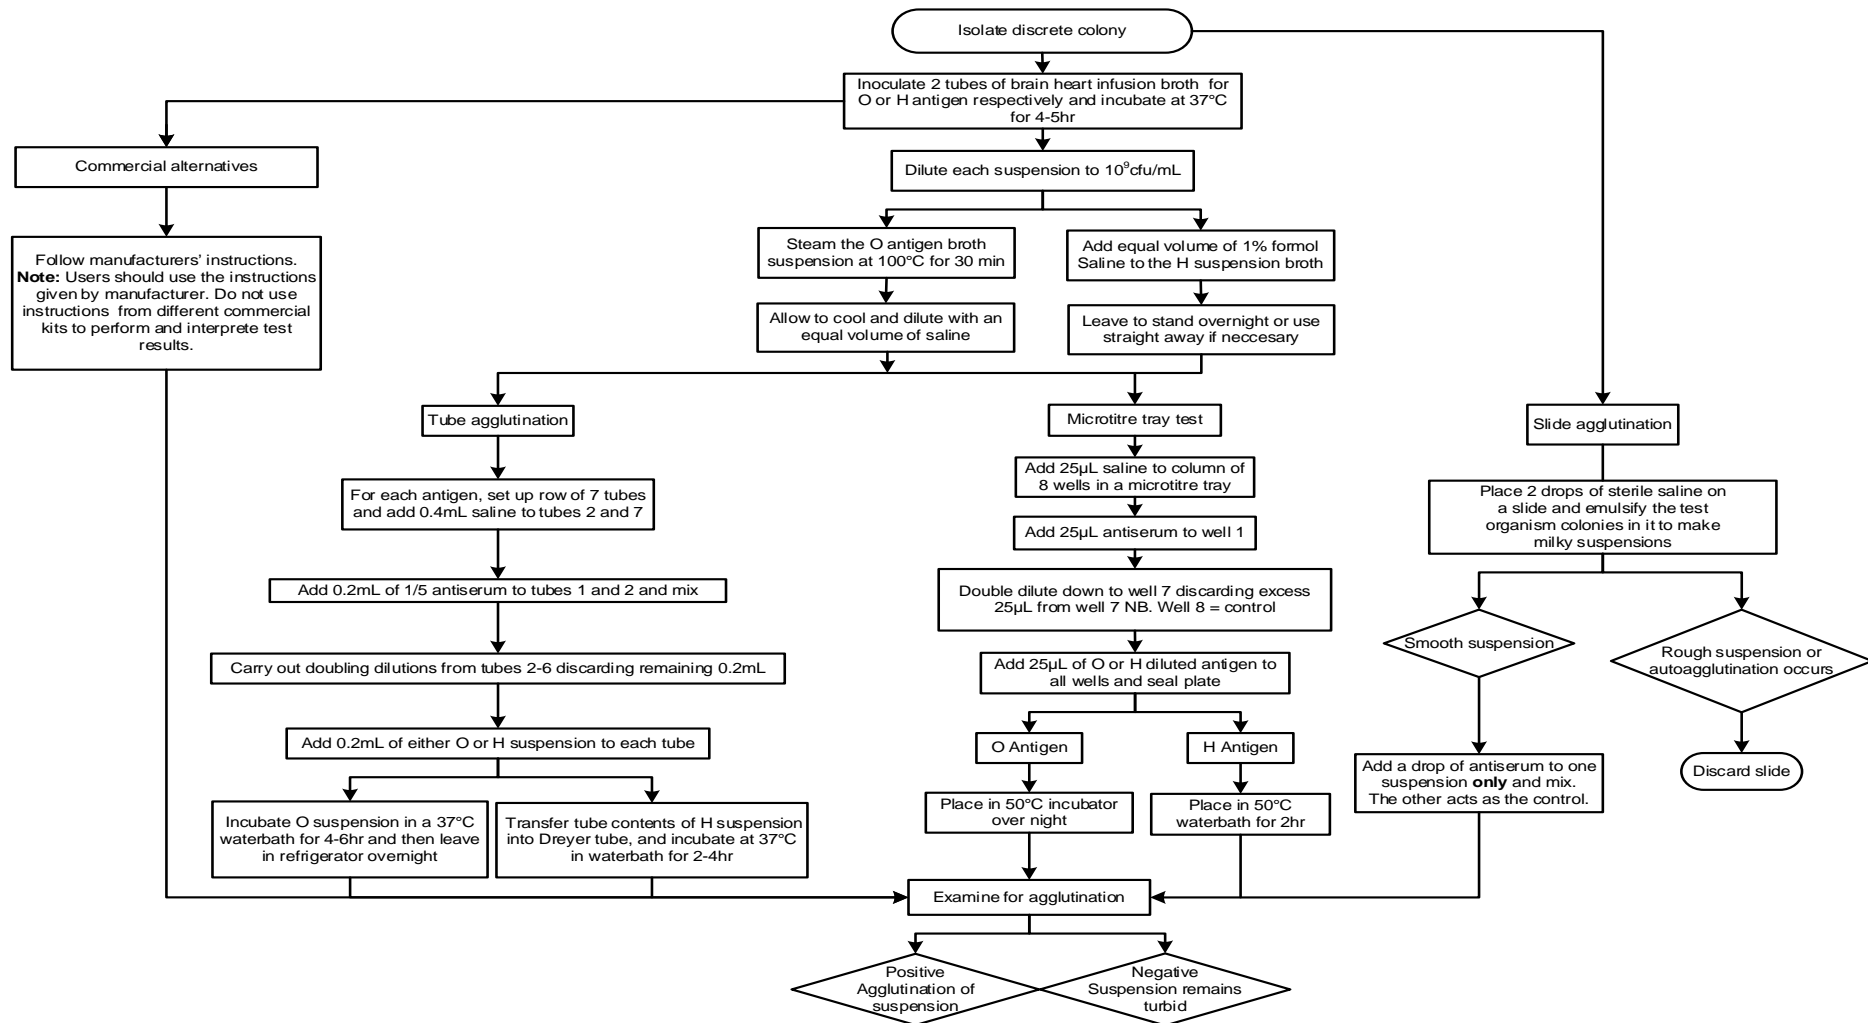 Isolate discrete colony
Inoculate 2 tubes of brain heart infusion broth for
O or H antigen respectively and incubate at 37°C
for 4-5hr
Commercial alternatives
Dilute each suspension to 10⁹cfu/mL
Follow manufacturers’ instructions.
Note: Users should use the instructions
given by manufacturer. Do not use
instructions from different commercial
kits to perform and interprete test
results.
Steam the O antigen broth
suspension at 100°C for 30 min
Add equal volume of 1% formol
Saline to the H suspension broth
Allow to cool and dilute with an
equal volume of saline
Leave to stand overnight or use
straight away if neccesary
Tube agglutination
Microtitre tray test
Slide agglutination
For each antigen, set up row of 7 tubes
and add 0.4mL saline to tubes 2 and 7
Add 25µL saline to column of
8 wells in a microtitre tray
Place 2 drops of sterile saline on
a slide and emulsify the test
organism colonies in it to make
milky suspensions
Add 25µL antiserum to well 1
Add 0.2mL of 1/5 antiserum to tubes 1 and 2 and mix
Double dilute down to well 7 discarding excess
25µL from well 7 NB. Well 8 = control
Smooth suspension
Rough suspension or
autoagglutination occurs
Carry out doubling dilutions from tubes 2-6 discarding remaining 0.2mL
Add 25µL of O or H diluted antigen to
all wells and seal plate
Add 0.2mL of either O or H suspension to each tube
O Antigen
H Antigen
Add a drop of antiserum to one
suspension only and mix.
The other acts as the control.
Discard slide
Incubate O suspension in a 37°C
waterbath for 4-6hr and then leave
in refrigerator overnight
Transfer tube contents of H suspension
into Dreyer tube, and incubate at 37°C
in waterbath for 2-4hr
Place in 50°C incubator
over night
Place in 50°C
waterbath for 2hr
Examine for agglutination
Positive
Agglutination of
suspension
Negative
Suspension remains
turbid